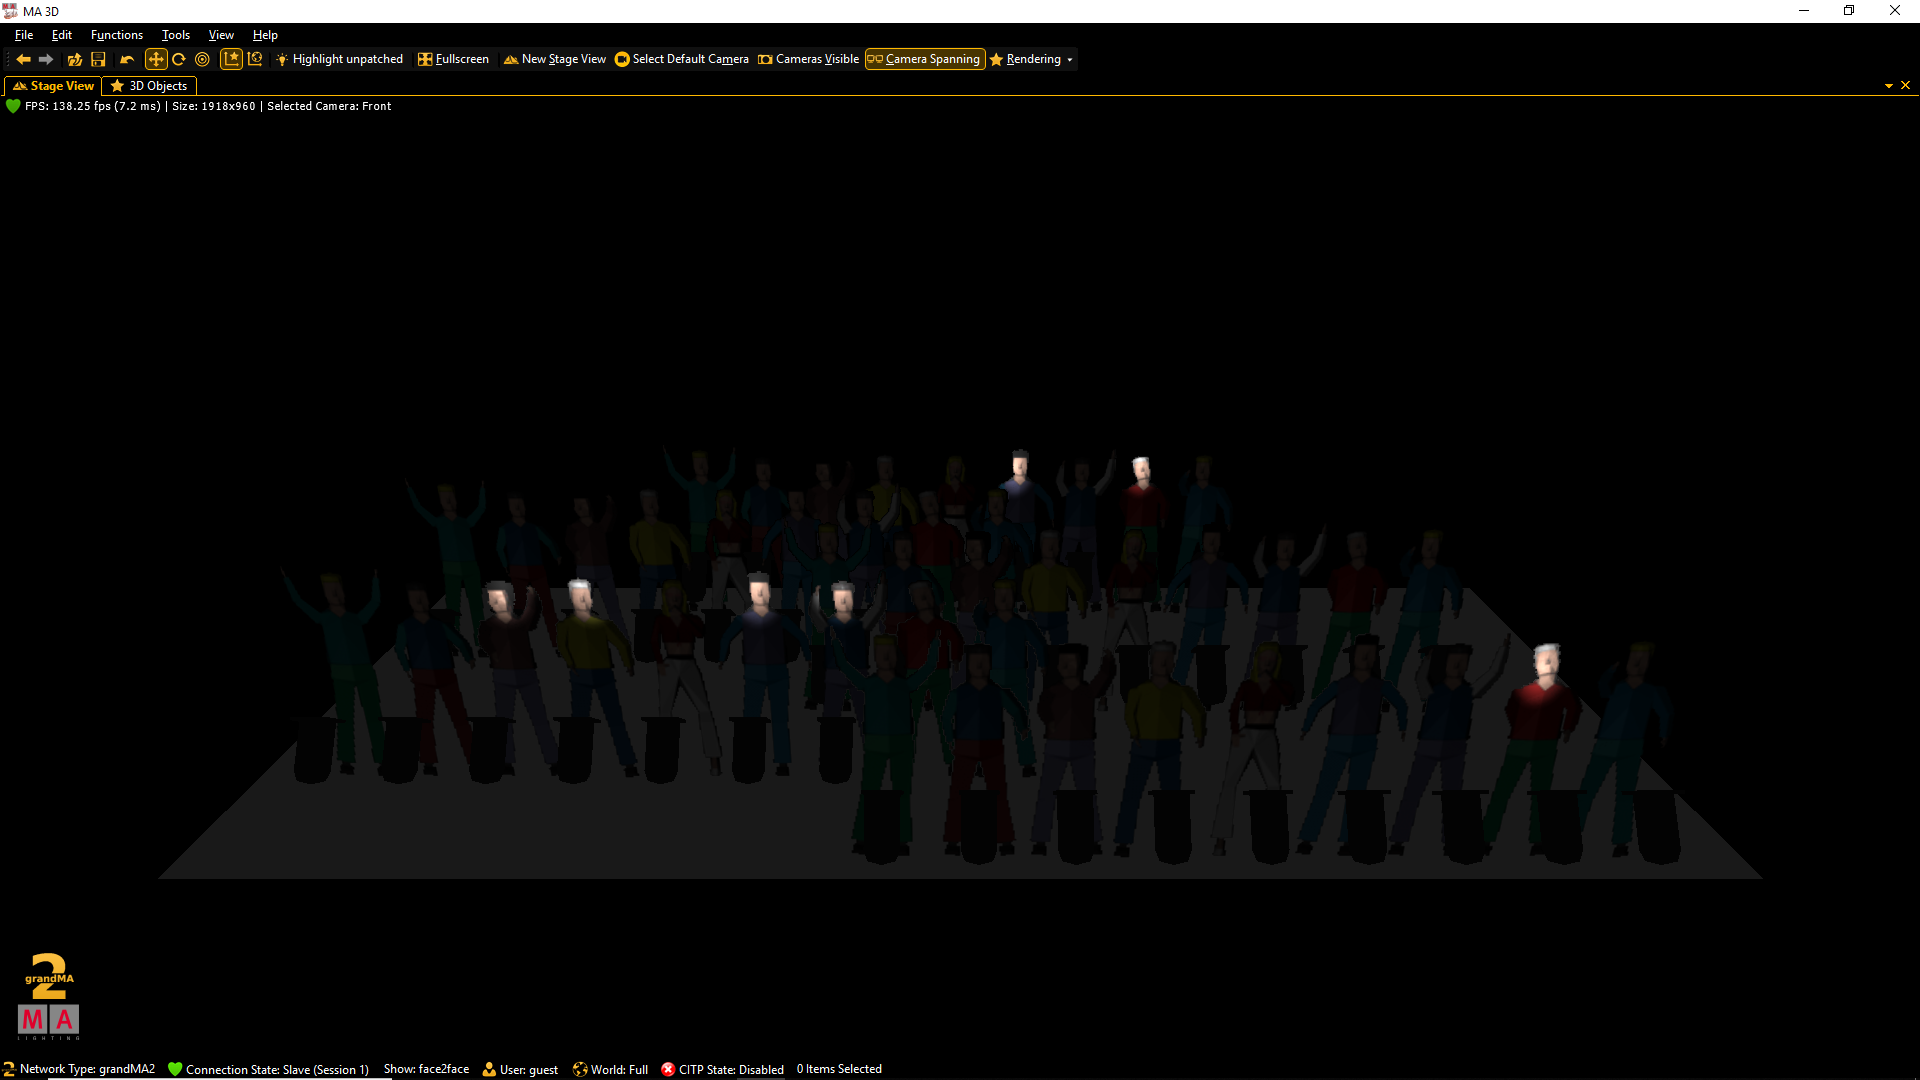 MA 3D
File Edit Functions Tools View Help
Highlight unpatched Fullscreen New Stage View Select Default Camera Cameras Visible Camera Spanning Rendering
Stage View 3D Objects
FPS: 138.25 fps (7.2 ms) | Size: 1918x960 | Selected Camera: Front
2
grandMA
MA
LIGHTING
2 Network Type: grandMA2 Connection State: Slave (Session 1) Show: face2face User: guest World: Full CITP State: Disabled 0 Items Selected